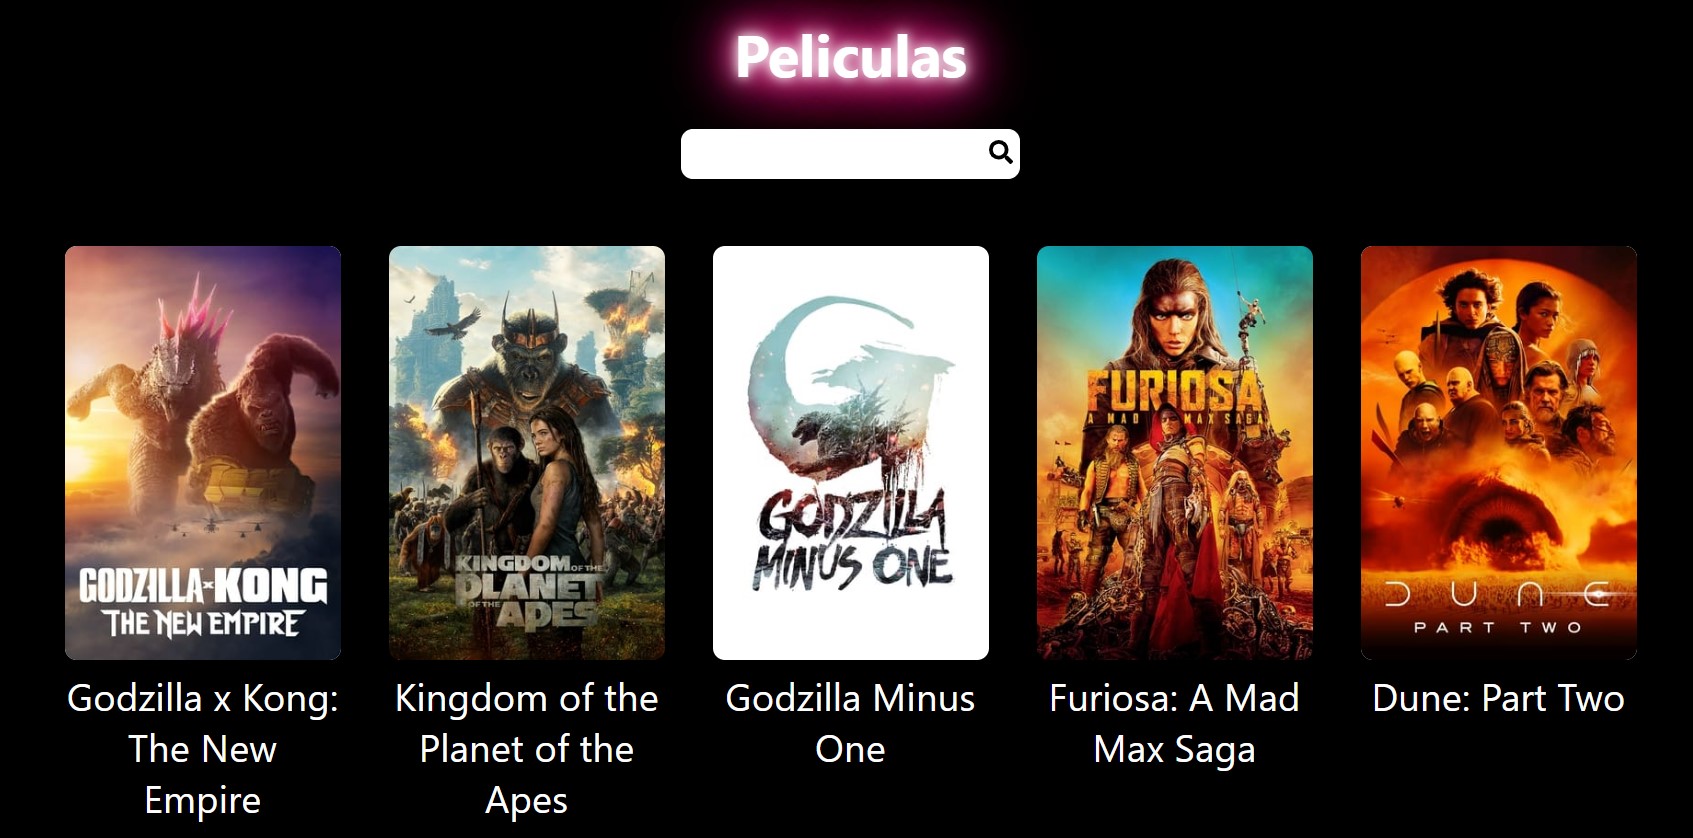 Peliculas
GODZILLA x KONG
THE NEW EMPIRE
KINGDOM OF THE
PLANET
OF THE APES
GODZILLA
MINUS ONE
FURIOSA
A MAD MAX SAGA
DUNE
PART TWO
Godzilla x Kong:
The New
Empire
Kingdom of the
Planet of the
Apes
Godzilla Minus
One
Furiosa: A Mad
Max Saga
Dune: Part Two